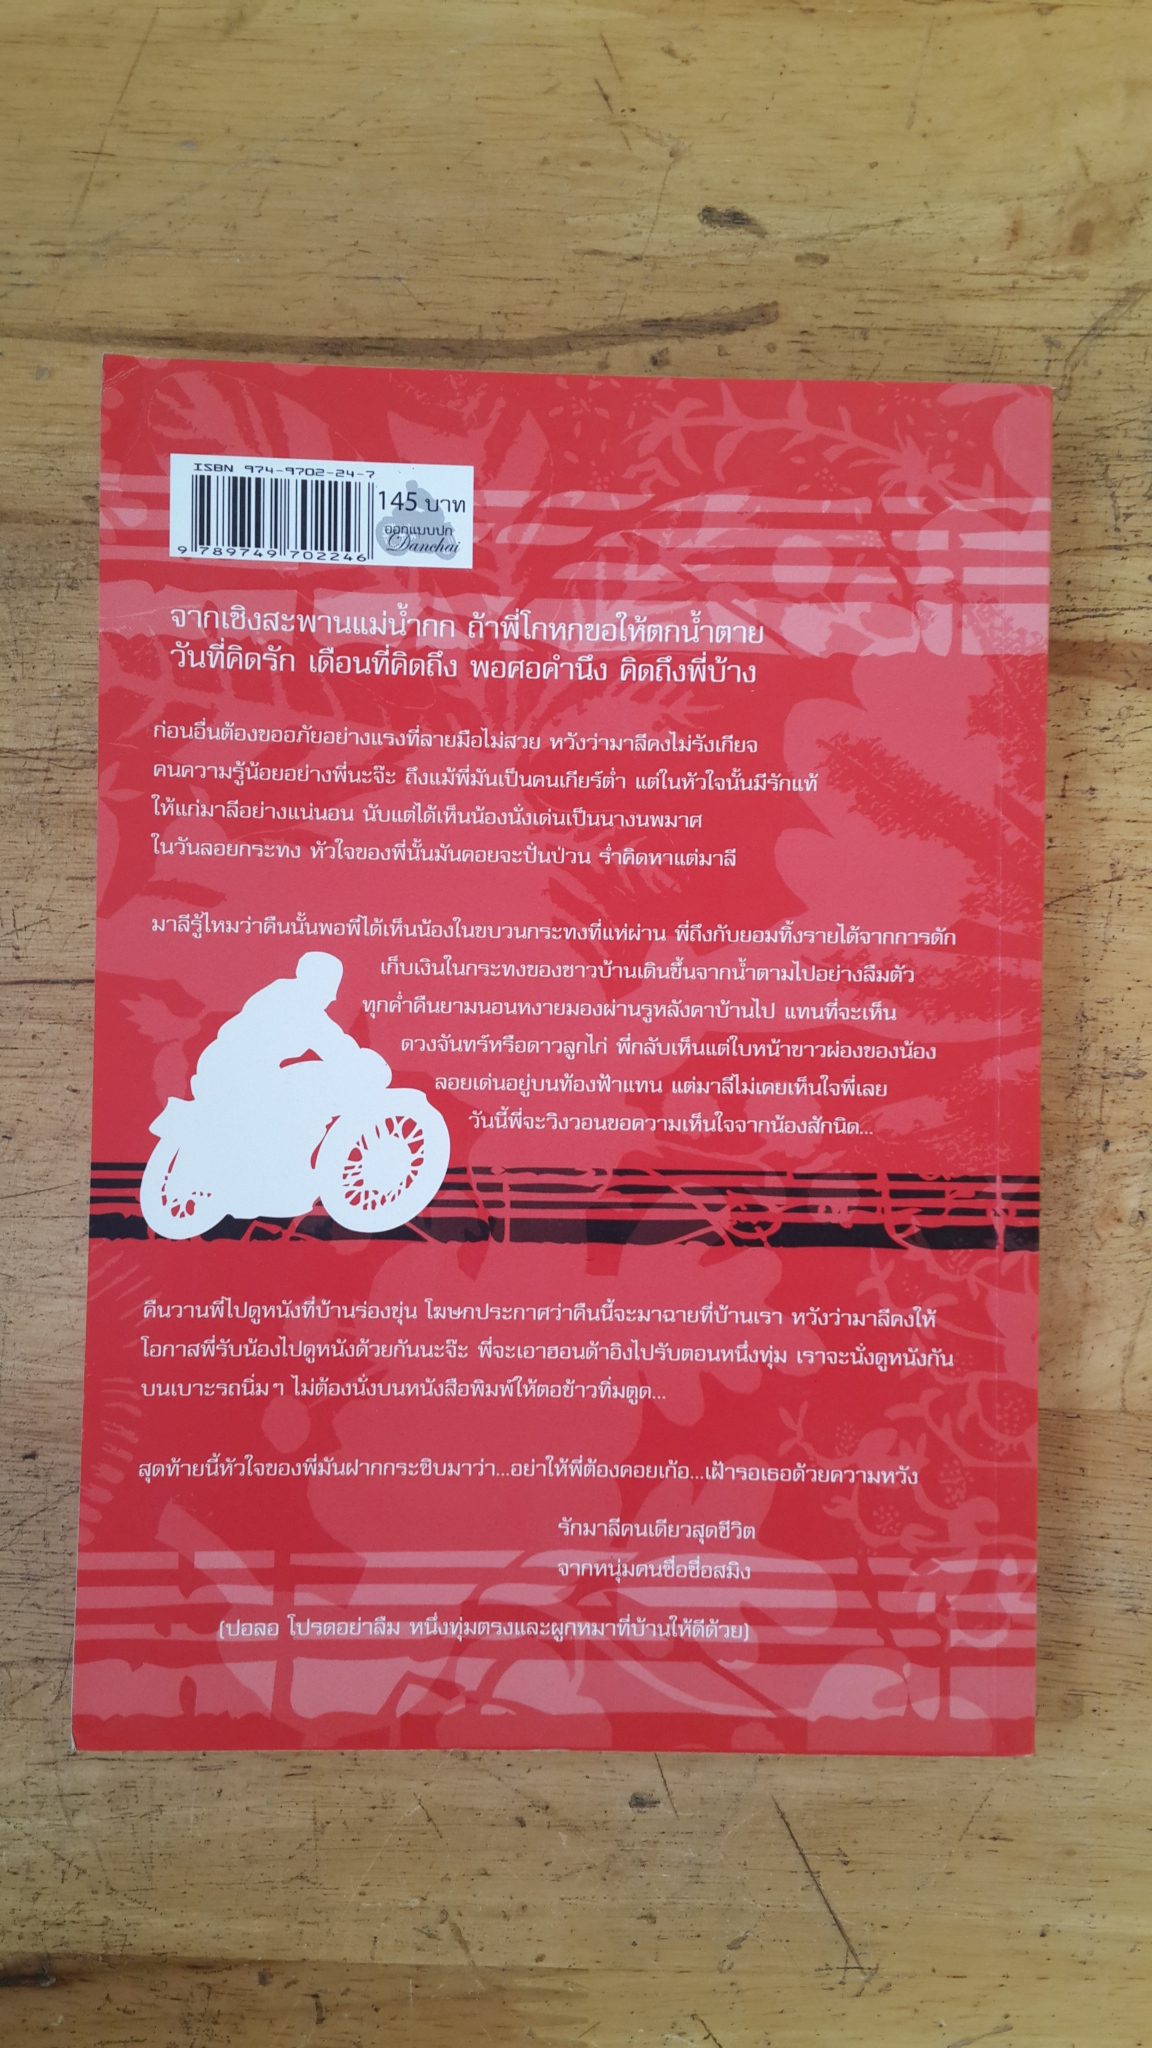 ISBN 974-9702-24-7
145 บาท
ออกแบบปก
Danchai
9 789749 702246
จากเชิงสะพานแม่น้ำกก ถ้าพี่โกหกขอให้ตกน้ำตาย
วันที่คิดรัก เดือนที่คิดถึง พอศอคำนึง คิดถึงพี่บ้าง
ก่อนอื่นต้องขออภัยอย่างแรงที่ลายมือไม่สวย หวังว่ามาลีคงไม่รังเกียจ
คนความรู้น้อยอย่างพี่นะจ๊ะ ถึงแม้พี่มันเป็นคนเกียร์ต่ำ แต่ในหัวใจนั้นมีรักแท้
ให้แก่มาลีอย่างแน่นอน นับแต่ได้เห็นน้องนั่งเด่นเป็นนางนพมาศ
ในวันลอยกระทง หัวใจของพี่นั้นมันคอยจะปั่นป่วน ร่ำคิดหาแต่มาลี
มาลีรู้ไหมว่าคืนนั้นพอพี่ได้เห็นน้องในขบวนกระทงที่แห่ผ่าน พี่ถึงกับยอมทิ้งรายได้จากการดัก
เก็บเงินในกระทงของชาวบ้านเดินขึ้นจากน้ำตามไปอย่างลืมตัว
ทุกค่ำคืนยามนอนหงายมองผ่านรูหลังคาบ้านไป แทนที่จะเห็น
ดวงจันทร์หรือดาวลูกไก่ พี่กลับเห็นแต่ใบหน้าขาวผ่องของน้อง
ลอยเด่นอยู่บนท้องฟ้าแทน แต่มาลีไม่เคยเห็นใจพี่เลย
วันนี้พี่จะวิงวอนขอความเห็นใจจากน้องสักนิด...
คืนวานพี่ไปดูหนังที่บ้านร่องขุ่น โฆษกประกาศว่าคืนนี้จะมาฉายที่บ้านเรา หวังว่ามาลีคงให้
โอกาสพี่รับน้องไปดูหนังด้วยกันนะจ๊ะ พี่จะเอาฮอนด้าอิงไปรับตอนหนึ่งทุ่ม เราจะนั่งดูหนังกัน
บนเบาะรถนิ่มๆ ไม่ต้องนั่งบนหนังสือพิมพ์ให้ตอข้าวทิ่มตูด...
สุดท้ายนี้หัวใจของพี่มันฝากกระซิบมาว่า...อย่าให้พี่ต้องคอยเก้อ...เฝ้ารอเธอด้วยความหวัง
รักมาลีคนเดียวสุดชีวิต
จากหนุ่มคนซื่อชื่อสมิง
(ปอลอ โปรดอย่าลืม หนึ่งทุ่มตรงและผูกหมาที่บ้านให้ดีด้วย)